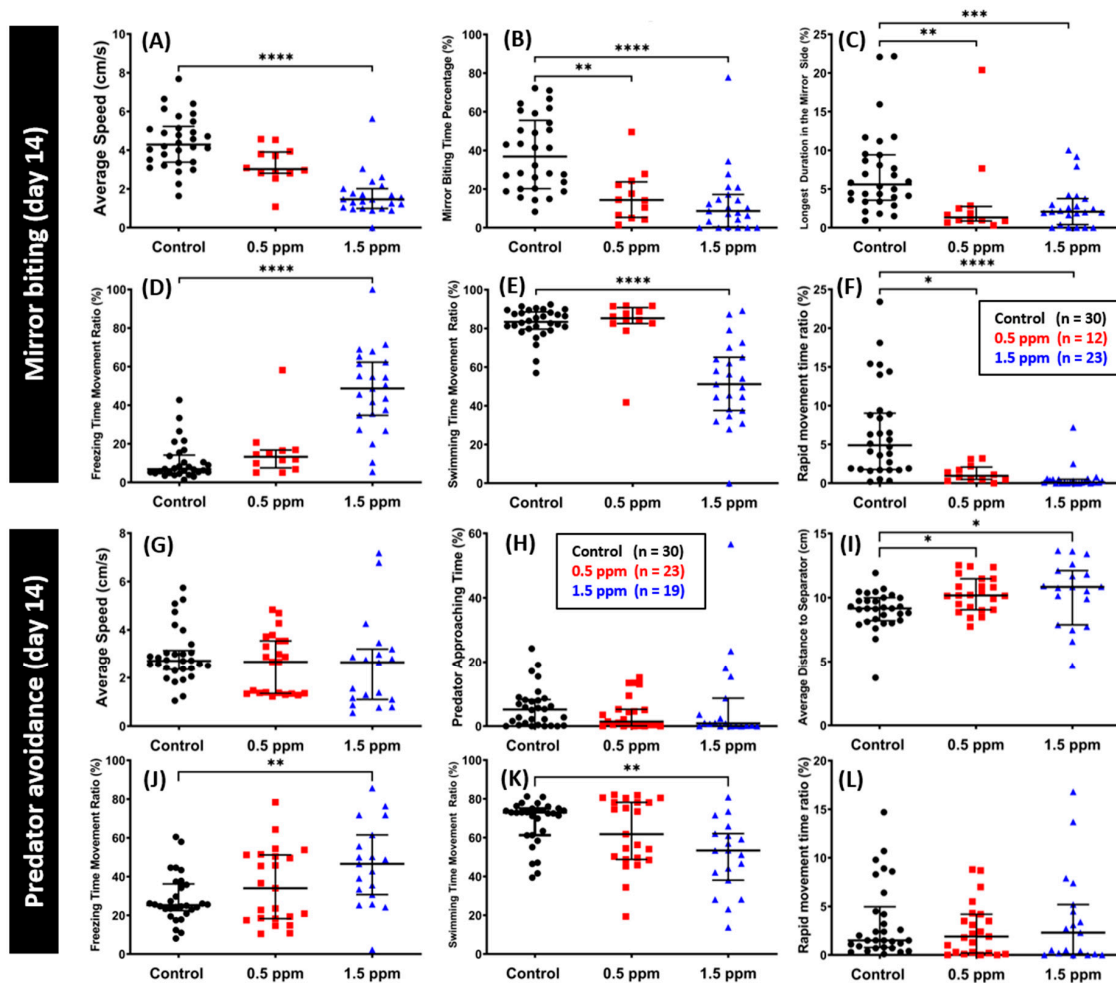 Mirror biting (day 14)
(A)
Average Speed (cm/s)
10
8
6
4
2
0
****
Control
0.5 ppm
1.5 ppm
(B)
Mirror Biting Time Percentage (%)
100
80
60
40
20
0
****
**
Control
0.5 ppm
1.5 ppm
(C)
Longest Duration in the Mirror Side (%)
25
20
15
10
5
0
***
**
Control
0.5 ppm
1.5 ppm
(D)
Freezing Time Movement Ratio (%)
100
80
60
40
20
0
****
Control
0.5 ppm
1.5 ppm
(E)
Swimming Time Movement Ratio (%)
100
80
60
40
20
0
****
Control
0.5 ppm
1.5 ppm
(F)
Rapid movement time ratio (%)
25
20
15
10
5
0
****
*
Control (n = 30)
0.5 ppm (n = 12)
1.5 ppm (n = 23)
Control
0.5 ppm
1.5 ppm
Predator avoidance (day 14)
(G)
Average Speed (cm/s)
8
6
4
2
0
Control
0.5 ppm
1.5 ppm
(H)
Predator Approaching Time (%)
60
40
20
0
Control (n = 30)
0.5 ppm (n = 23)
1.5 ppm (n = 19)
Control
0.5 ppm
1.5 ppm
(I)
Average Distance to Separator (cm)
15
10
5
0
*
*
Control
0.5 ppm
1.5 ppm
(J)
Freezing Time Movement Ratio (%)
100
80
60
40
20
0
**
Control
0.5 ppm
1.5 ppm
(K)
Swimming Time Movement Ratio (%)
100
80
60
40
20
0
**
Control
0.5 ppm
1.5 ppm
(L)
Rapid movement time ratio (%)
20
15
10
5
0
Control
0.5 ppm
1.5 ppm